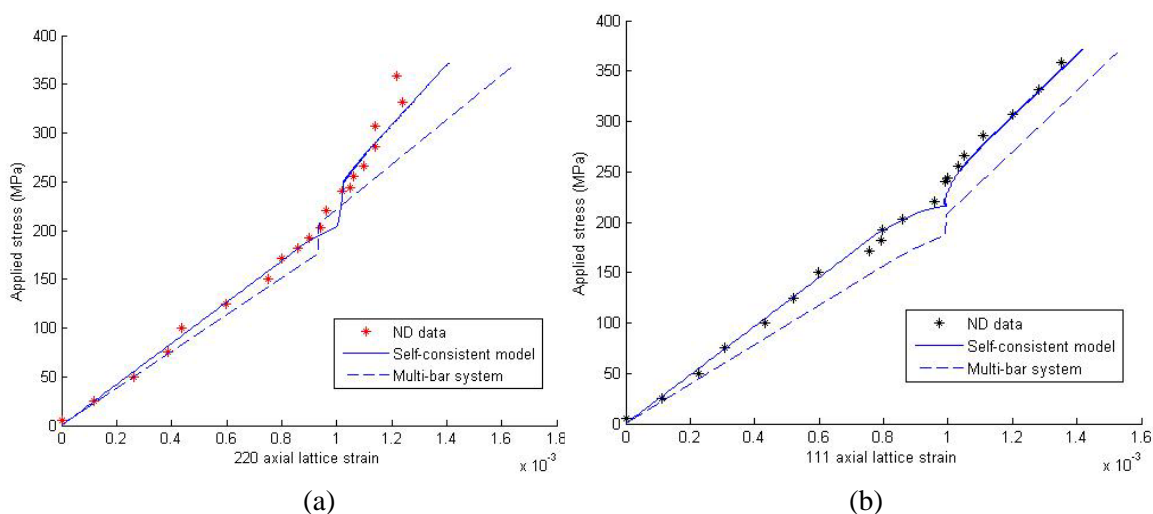 400
350
300
250
200
150
100
50
0
Applied stress (MPa)
ND data
Self-consistent model
Multi-bar system
0 0.2 0.4 0.6 0.8 1 1.2 1.4 1.6 1.8
220 axial lattice strain
x 10⁻³
(a)
400
350
300
250
200
150
100
50
0
Applied stress (MPa)
ND data
Self-consistent model
Multi-bar system
0 0.2 0.4 0.6 0.8 1 1.2 1.4 1.6
111 axial lattice strain
x 10⁻³
(b)